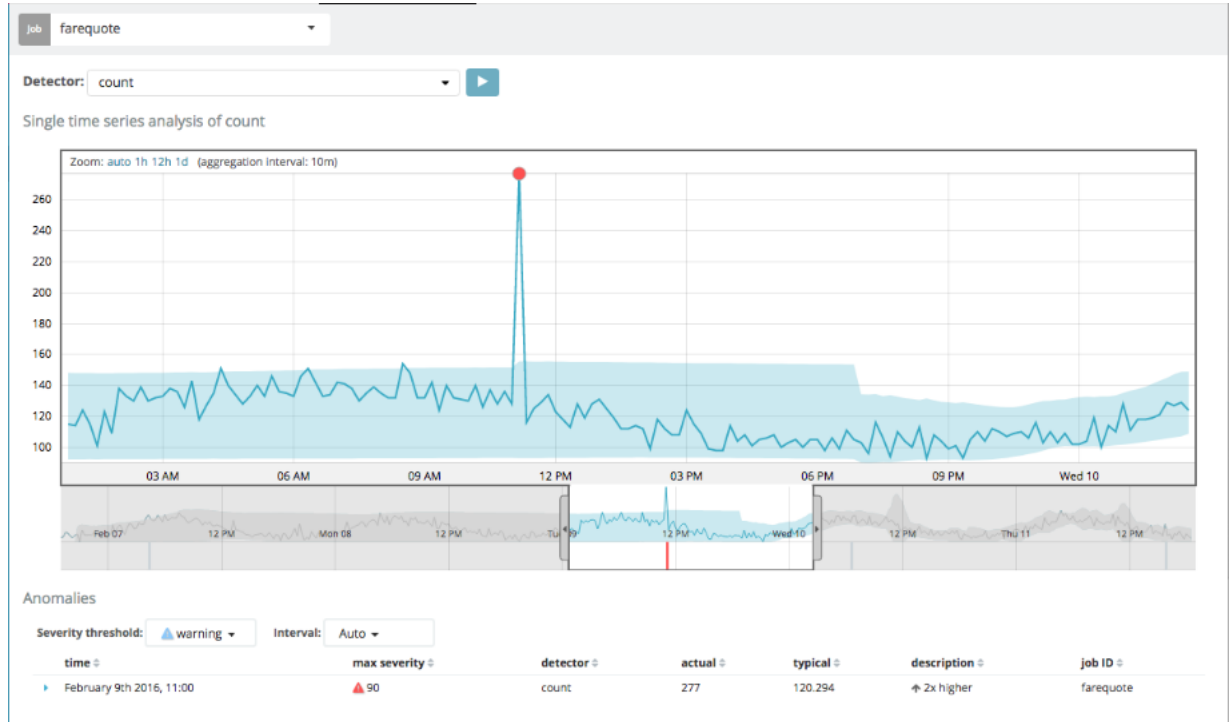 Job farequote
Detector: count
Single time series analysis of count
Zoom: auto 1h 12h 1d (aggregation interval: 10m)
260
240
220
200
180
160
140
120
100
03 AM 06 AM 09 AM 12 PM 03 PM 06 PM 09 PM Wed 10
Feb 07 12 PM Mon 08 12 PM Tue 09 12 PM Wed 10 12 PM Thu 11 12 PM
Anomalies
Severity threshold: warning Interval: Auto
time max severity detector actual typical description job ID
February 9th 2016, 11:00 90 count 277 120.294 2x higher farequote